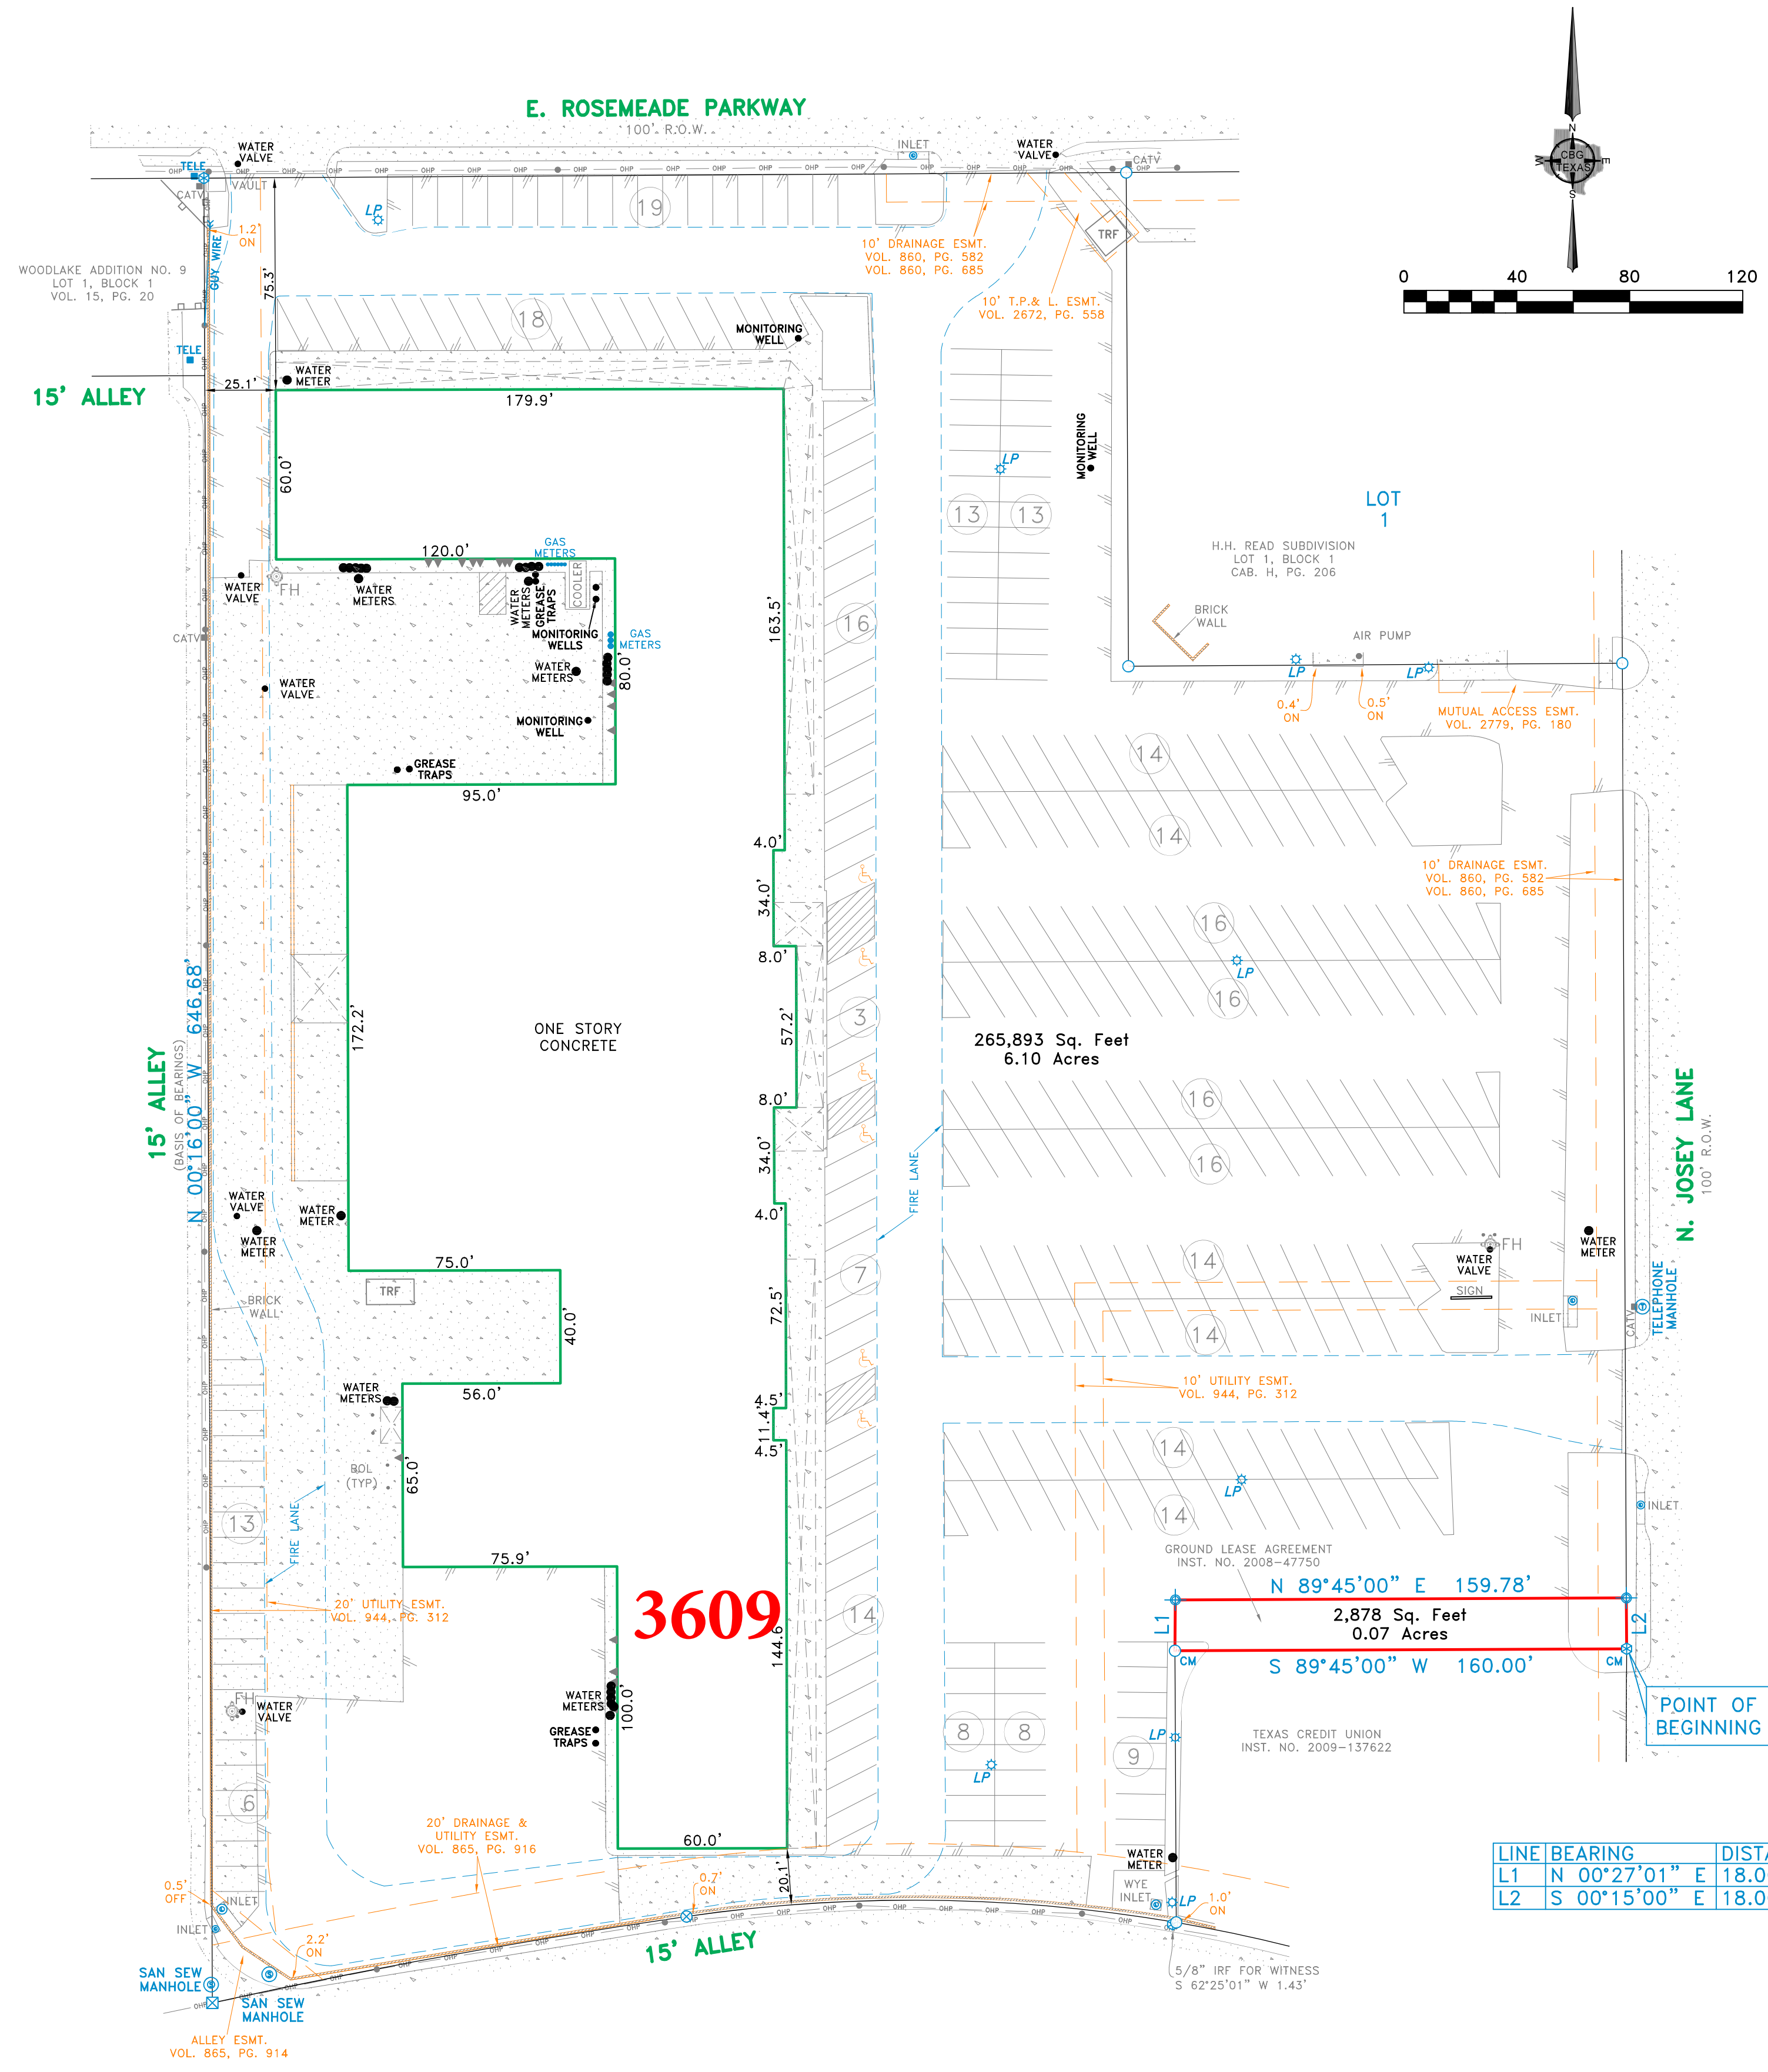 E. ROSEMEADE PARKWAY
100' R.O.W.
N
W
CBG
TEXAS
S
0 40 80 120
WATER
VALVE
TELE
CATV
VAULT
OHP
INLET
WATER
VALVE
CATV
LP
19
1.2'
ON
GUY WIRE
75.3'
WOODLAKE ADDITION NO. 9
LOT 1, BLOCK 1
VOL. 15, PG. 20
TELE
15' ALLEY
10' DRAINAGE ESMT.
VOL. 860, PG. 582
VOL. 860, PG. 685
TRF
10' T.P.& L. ESMT.
VOL. 2672, PG. 558
18
MONITORING
WELL
WATER
METER
25.1'
179.9'
60.0'
120.0'
GAS
METERS
COOLER
WATER
VALVE
FH
WATER
METERS
WATER
METERS
GREASE
TRAPS
MONITORING
WELLS
GAS
METERS
WATER
METERS
80.0'
163.5'
16
CATV
WATER
VALVE
MONITORING
WELL
GREASE
TRAPS
95.0'
LP
13
13
MONITORING
WELL
LOT
1
H.H. READ SUBDIVISION
LOT 1, BLOCK 1
CAB. H, PG. 206
BRICK
WALL
AIR PUMP
LP
LP
0.4'
ON
0.5'
ON
MUTUAL ACCESS ESMT.
VOL. 2779, PG. 180
14
14
10' DRAINAGE ESMT.
VOL. 860, PG. 582
VOL. 860, PG. 685
4.0'
34.0'
8.0'
57.2'
8.0'
34.0'
4.0'
3
16
LP
16
15' ALLEY
(BASIS OF BEARINGS)
N 00°16'00" W 646.68'
172.2'
ONE STORY
CONCRETE
265,893 Sq. Feet
6.10 Acres
FIRE LANE
16
16
N. JOSEY LANE
100' R.O.W.
WATER
VALVE
WATER
METER
WATER
METER
75.0'
TRF
40.0'
BRICK
WALL
72.5'
7
14
14
FH
WATER
VALVE
SIGN
WATER
METER
INLET
CATV
TELEPHONE
MANHOLE
WATER
METERS
56.0'
4.5'
11.4'
4.5'
10' UTILITY ESMT.
VOL. 944, PG. 312
BOL
(TYP)
65.0'
13
FIRE LANE
14
LP
14
INLET
75.9'
20' UTILITY ESMT.
VOL. 944, PG. 312
3609
144.6'
14
GROUND LEASE AGREEMENT
INST. NO. 2008-47750
N 89°45'00" E 159.78'
L1
2,878 Sq. Feet
0.07 Acres
L2
CM
S 89°45'00" W 160.00'
CM
POINT OF
BEGINNING
FH
WATER
VALVE
WATER
METERS
100.0'
GREASE
TRAPS
8
8
LP
LP
9
TEXAS CREDIT UNION
INST. NO. 2009-137622
6
20' DRAINAGE &
UTILITY ESMT.
VOL. 865, PG. 916
60.0'
20.1'
WATER
METER
WYE
INLET
LP
1.0'
ON
LINE BEARING
L1 N 00°27'01" E 18.0
L2 S 00°15'00" E 18.0
0.5'
OFF
INLET
INLET
2.2'
ON
0.7'
ON
15' ALLEY
SAN SEW
MANHOLE
SAN SEW
MANHOLE
5/8" IRF FOR WITNESS
S 62°25'01" W 1.43'
ALLEY ESMT.
VOL. 865, PG. 914